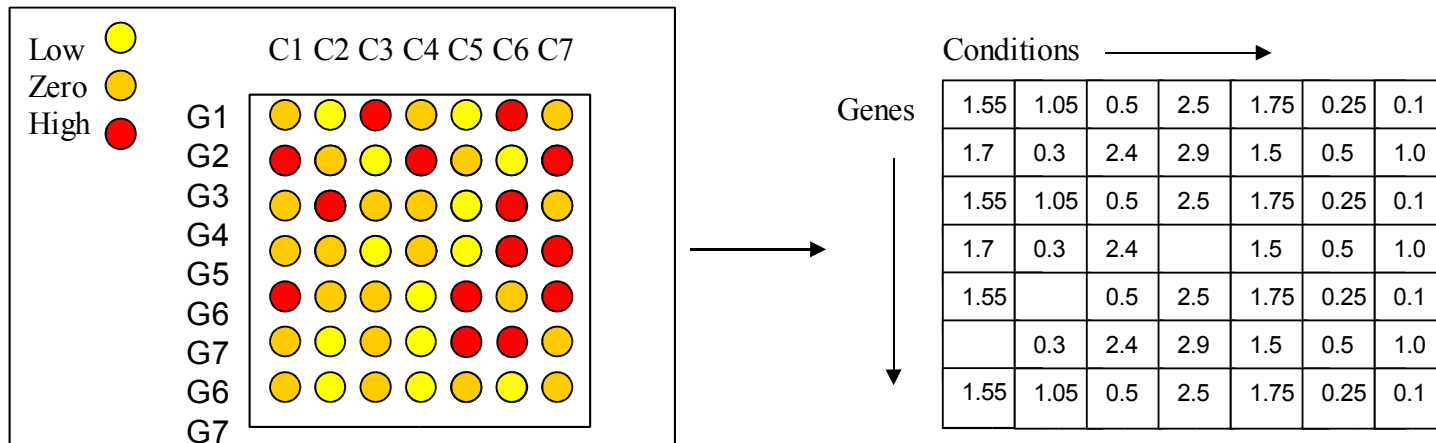 Low
Zero
High
C1 C2 C3 C4 C5 C6 C7
G1
G2
G3
G4
G5
G6
G7
G6
G7
Conditions
Genes
1.55 1.05 0.5 2.5 1.75 0.25 0.1
1.7 0.3 2.4 2.9 1.5 0.5 1.0
1.55 1.05 0.5 2.5 1.75 0.25 0.1
1.7 0.3 2.4 1.5 0.5 1.0
1.55 0.5 2.5 1.75 0.25 0.1
0.3 2.4 2.9 1.5 0.5 1.0
1.55 1.05 0.5 2.5 1.75 0.25 0.1